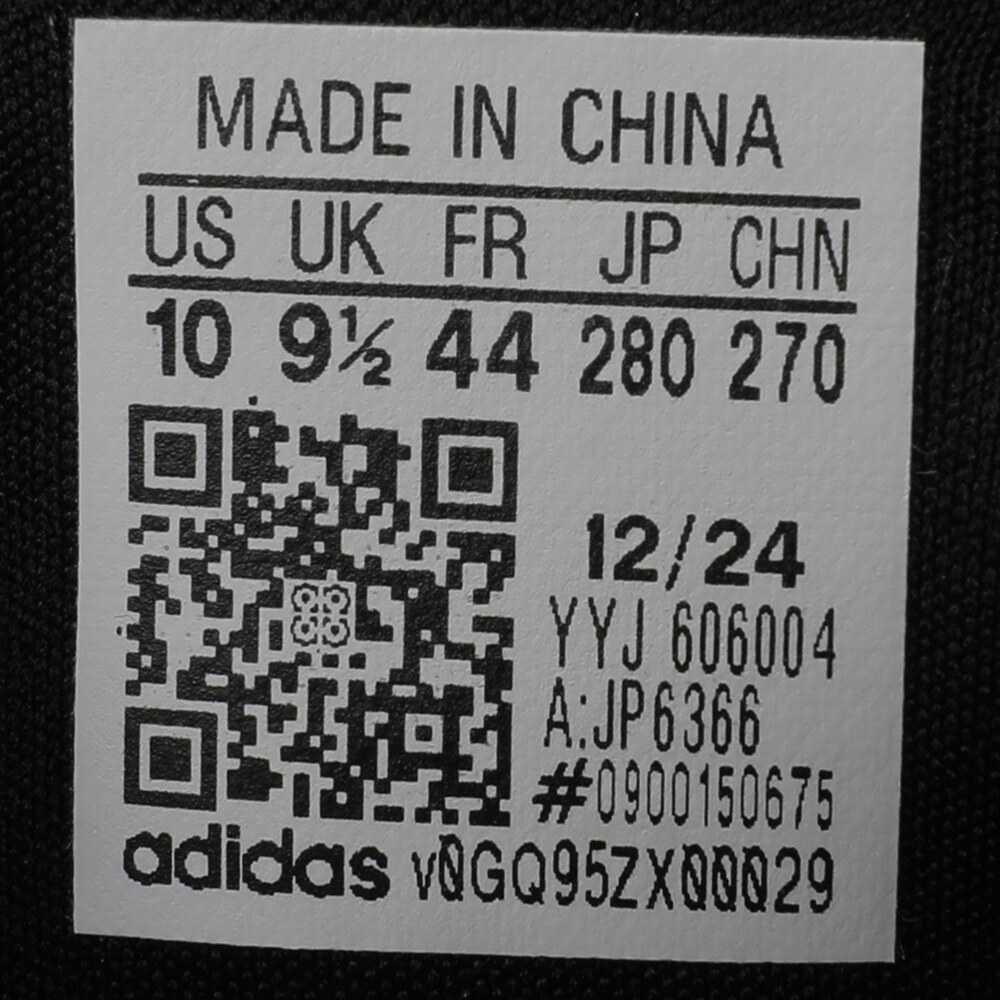 MADE IN CHINA
US UK FR JP CHN
10 9½ 44 280 270
12/24
YYJ 606004
A:JP6366
#0900150675
adidas v0GQ95ZX00029